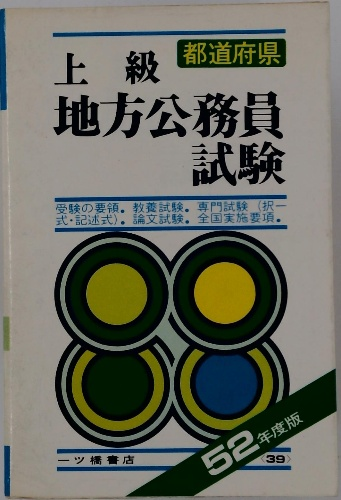 都道府県
上級
地方公務員
試験
受験の要領。教養試験。専門試験(択一
式・記述式)。論文試験。全国実施要項。
52年度版
一ツ橋書店
〈39〉